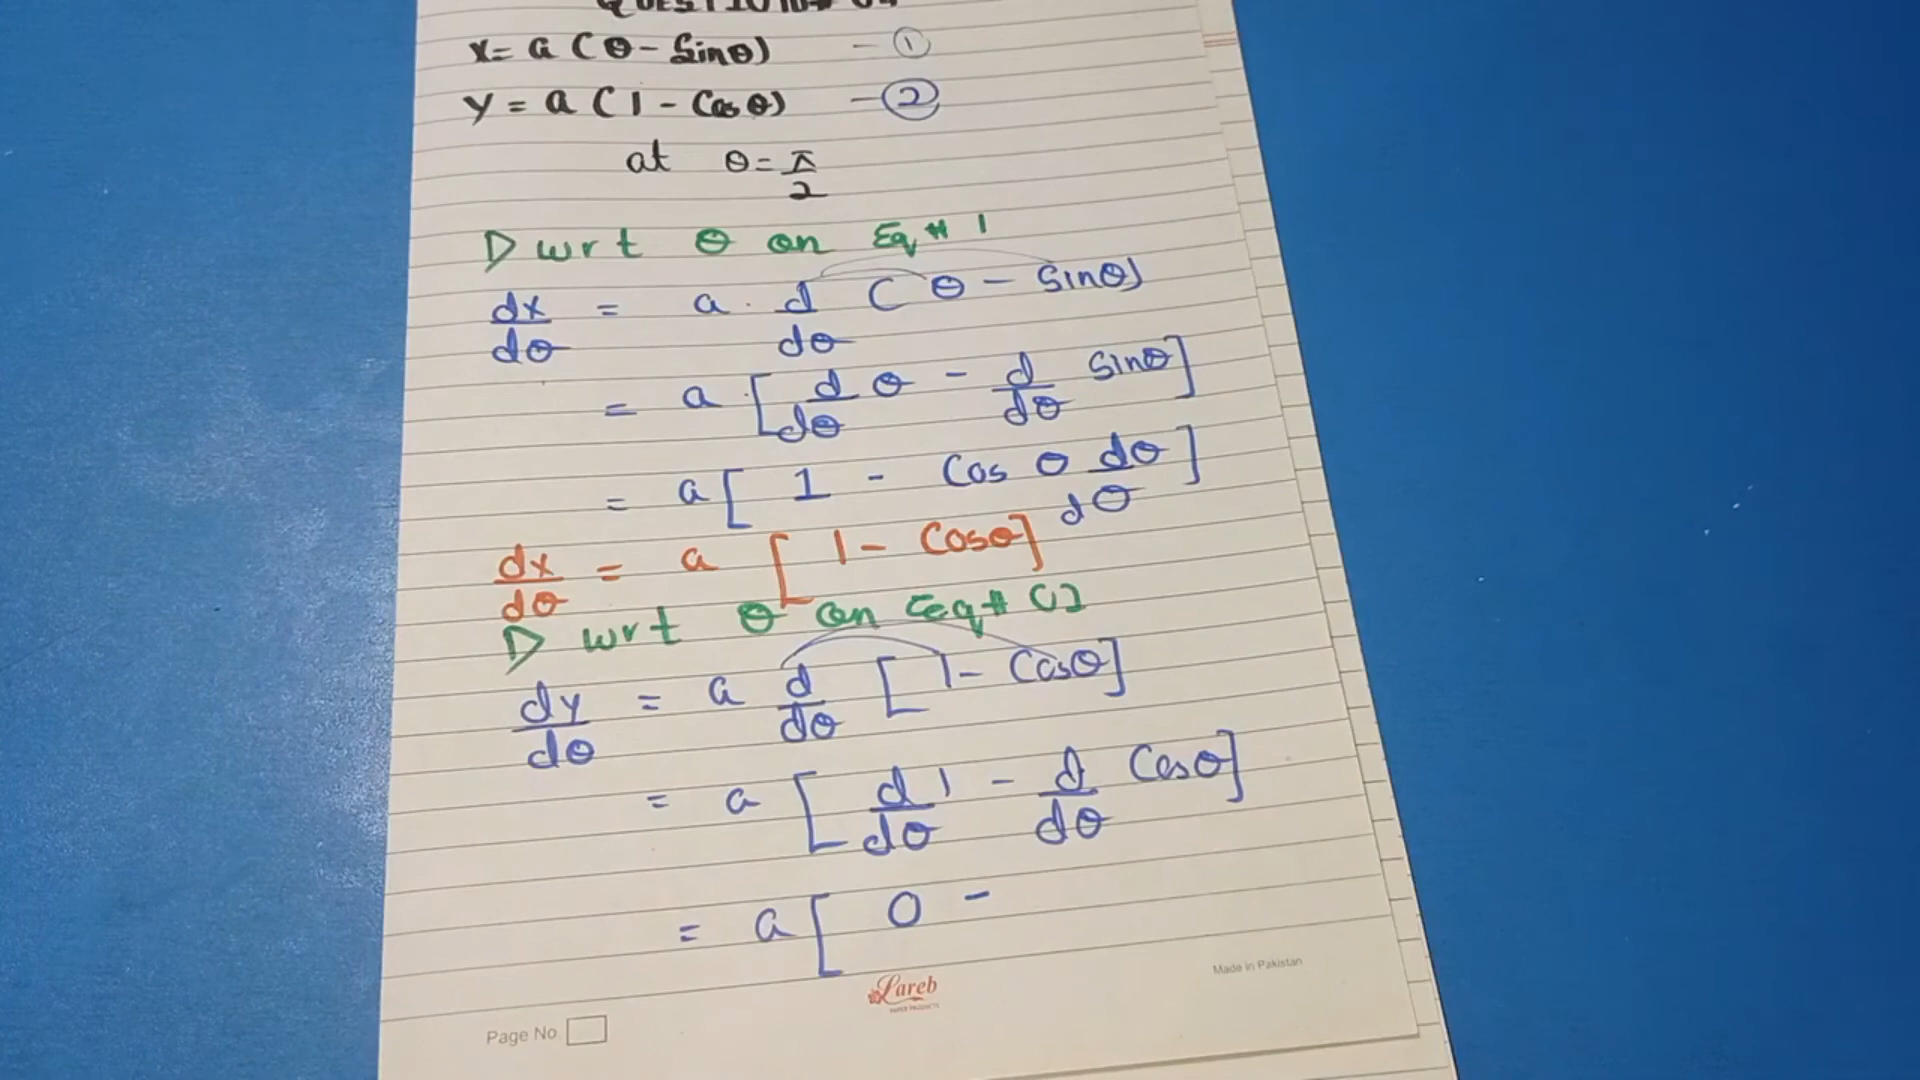 x = a (θ - Sinθ) - ①
y = a (1 - Cosθ) - ②
at θ = π/2
D wrt θ on Eq # 1
dx/dθ = a . d/dθ (θ - Sinθ)
= a [d/dθ θ - d/dθ Sinθ]
= a [1 - Cos θ dθ/dθ]
dx/dθ = a [1 - Cosθ]
D wrt θ on Eq #
dy/dθ = a d/dθ [1 - Cosθ]
= a [d/dθ 1 - d/dθ Cosθ]
= a [0 -
Lareb
PAPER PRODUCTS
Made in Pakistan
Page No